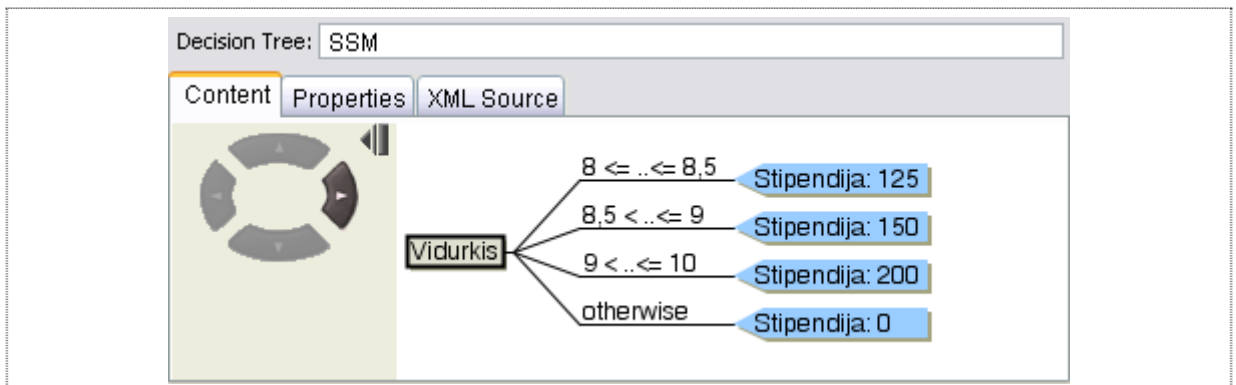 Decision Tree: SSM
Content Properties XML Source
8 <= ..<= 8,5 Stipendija: 125
8,5 < ..<= 9 Stipendija: 150
Vidurkis
9 < ..<= 10 Stipendija: 200
otherwise Stipendija: 0